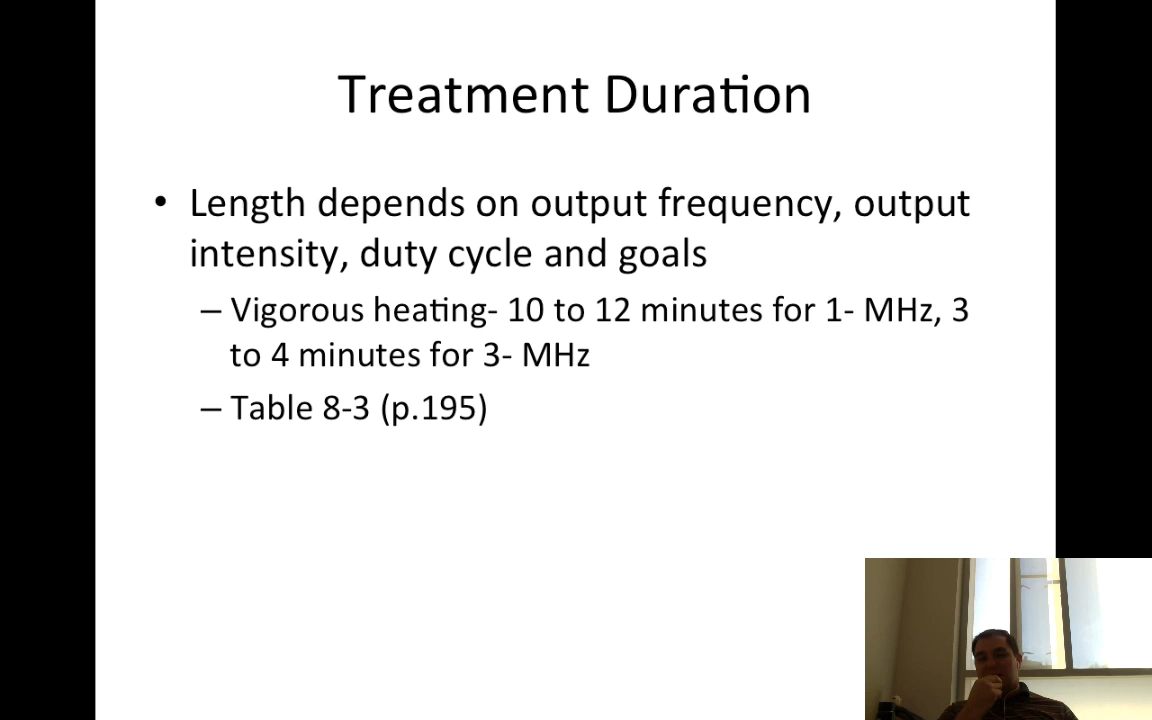 Treatment Duration
• Length depends on output frequency, output
intensity, duty cycle and goals
– Vigorous heating- 10 to 12 minutes for 1- MHz, 3
to 4 minutes for 3- MHz
– Table 8-3 (p.195)